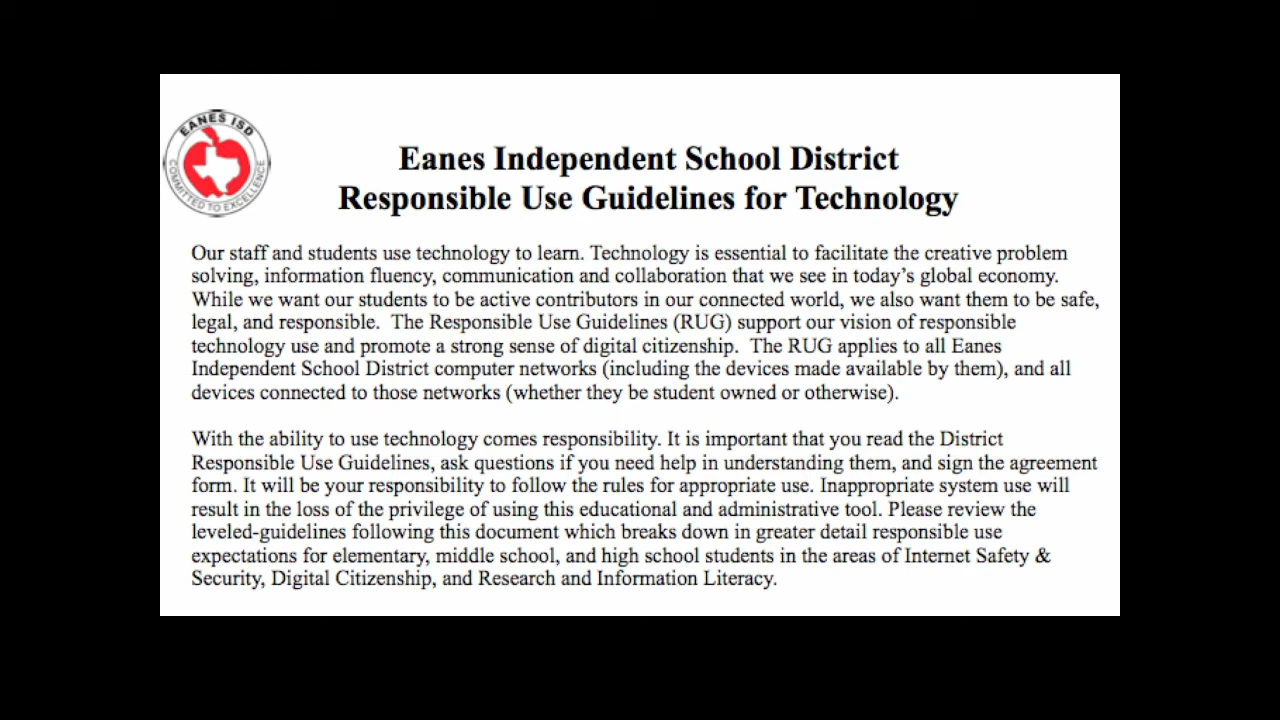 EANES ISD
COMMITTED TO EXCELLENCE
Eanes Independent School District
Responsible Use Guidelines for Technology
Our staff and students use technology to learn. Technology is essential to facilitate the creative problem
solving, information fluency, communication and collaboration that we see in today’s global economy.
While we want our students to be active contributors in our connected world, we also want them to be safe,
legal, and responsible.  The Responsible Use Guidelines (RUG) support our vision of responsible
technology use and promote a strong sense of digital citizenship.  The RUG applies to all Eanes
Independent School District computer networks (including the devices made available by them), and all
devices connected to those networks (whether they be student owned or otherwise).
With the ability to use technology comes responsibility. It is important that you read the District
Responsible Use Guidelines, ask questions if you need help in understanding them, and sign the agreement
form. It will be your responsibility to follow the rules for appropriate use. Inappropriate system use will
result in the loss of the privilege of using this educational and administrative tool. Please review the
leveled-guidelines following this document which breaks down in greater detail responsible use
expectations for elementary, middle school, and high school students in the areas of Internet Safety &
Security, Digital Citizenship, and Research and Information Literacy.